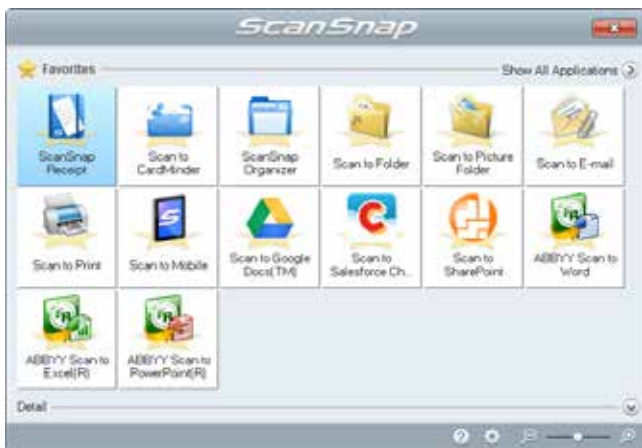 ScanSnap
Favorites
Show All Applications
ScanSnap
Receipt
Scan to
CardMinder
ScanSnap
Organizer
Scan to Folder
Scan to Picture
Folder
Scan to E-mail
Scan to Print
Scan to Mobile
Scan to Google
Docs(TM)
Scan to
Salesforce Ch...
Scan to
SharePoint
ABBYY Scan to
Word
ABBYY Scan to
Excel(R)
ABBYY Scan to
PowerPoint(R)
Detail